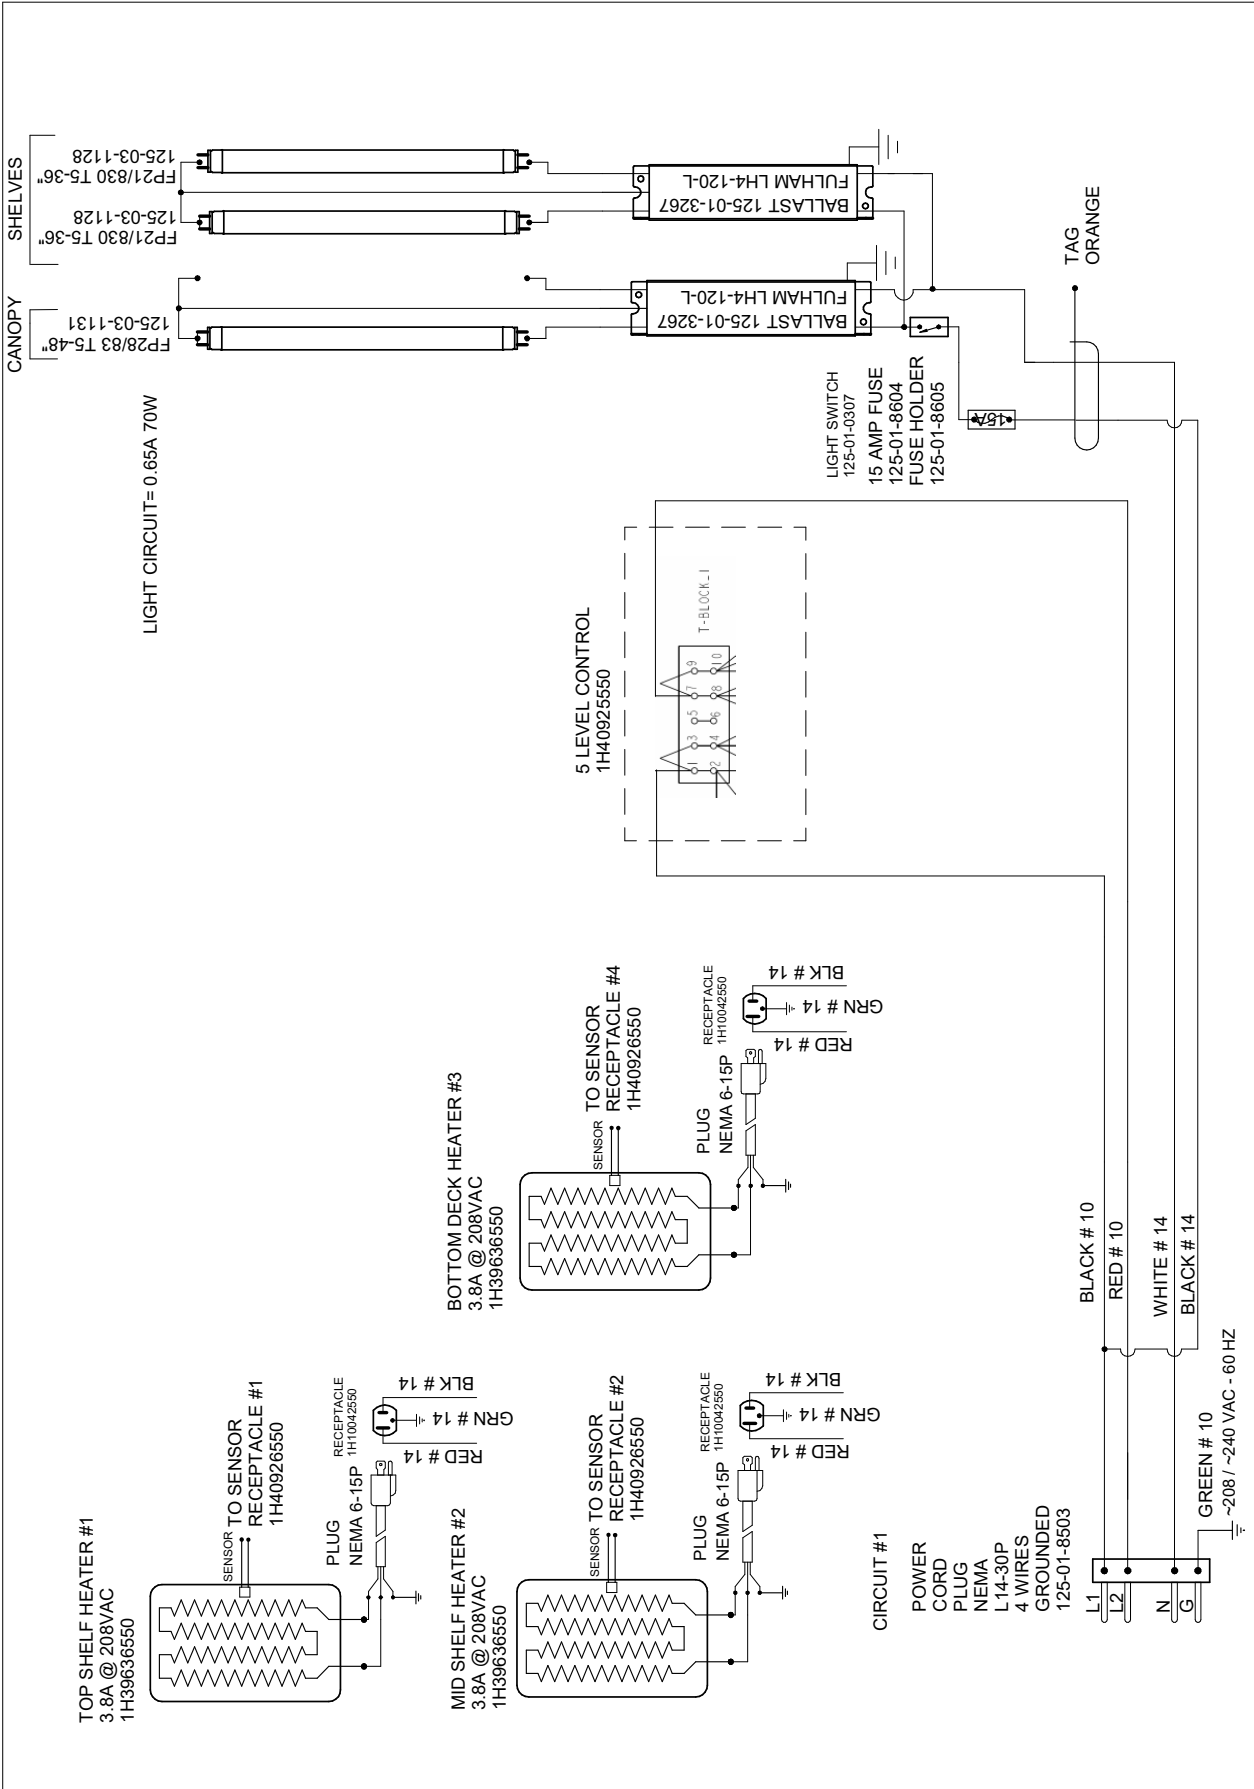 SHELVES
FP21/830 T5-36"
125-03-1128
FP21/830 T5-36"
125-03-1128
CANOPY
FP28/83 T5-48"
125-03-1131
LIGHT CIRCUIT= 0.65A 70W
BALLAST 125-01-3267
FULHAM LH4-120-L
BALLAST 125-01-3267
FULHAM LH4-120-L
LIGHT SWITCH
125-01-0307
15 AMP FUSE
125-01-8604
FUSE HOLDER
125-01-8605
15A
TAG
ORANGE
5 LEVEL CONTROL
1H40925550
T-BLOCK_1
1 3 5 7 9
2 4 6 8 10
TOP SHELF HEATER #1
3.8A @ 208VAC
1H39636550
SENSOR
TO SENSOR
RECEPTACLE #1
1H40926550
PLUG
NEMA 6-15P
RECEPTACLE
1H10042550
RED # 14
GRN # 14
BLK # 14
MID SHELF HEATER #2
3.8A @ 208VAC
1H39636550
SENSOR
TO SENSOR
RECEPTACLE #2
1H40926550
PLUG
NEMA 6-15P
RECEPTACLE
1H10042550
RED # 14
GRN # 14
BLK # 14
BOTTOM DECK HEATER #3
3.8A @ 208VAC
1H39636550
SENSOR
TO SENSOR
RECEPTACLE #4
1H40926550
PLUG
NEMA 6-15P
RECEPTACLE
1H10042550
RED # 14
GRN # 14
BLK # 14
CIRCUIT #1
POWER
CORD
PLUG
NEMA
L14-30P
4 WIRES
GROUNDED
125-01-8503
L1
L2
N
G
BLACK # 10
RED # 10
WHITE # 14
BLACK # 14
GREEN # 10
~208 / ~240 VAC - 60 HZ